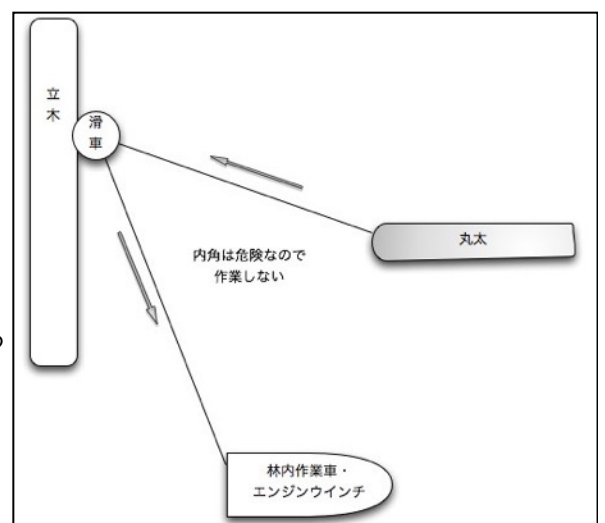 立木
滑車
丸太
内角は危険なので
作業しない
林内作業車・
エンジンウインチ